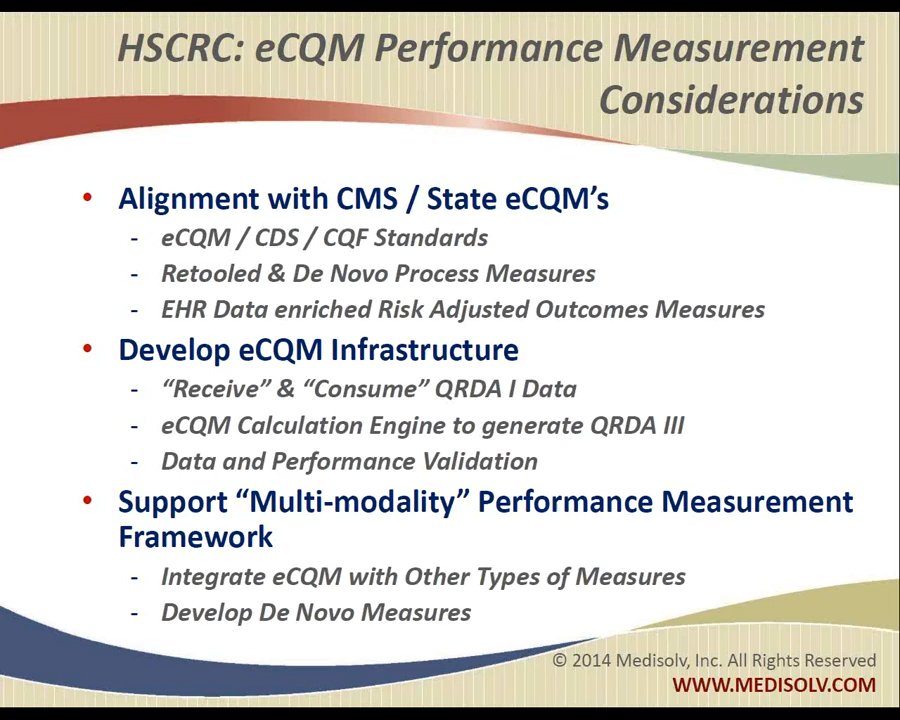 HSCRC: eCQM Performance Measurement
Considerations
• Alignment with CMS / State eCQM’s
- eCQM / CDS / CQF Standards
- Retooled & De Novo Process Measures
- EHR Data enriched Risk Adjusted Outcomes Measures
• Develop eCQM Infrastructure
- “Receive” & “Consume” QRDA I Data
- eCQM Calculation Engine to generate QRDA III
- Data and Performance Validation
• Support “Multi-modality” Performance Measurement
Framework
- Integrate eCQM with Other Types of Measures
- Develop De Novo Measures
© 2014 Medisolv, Inc. All Rights Reserved
WWW.MEDISOLV.COM